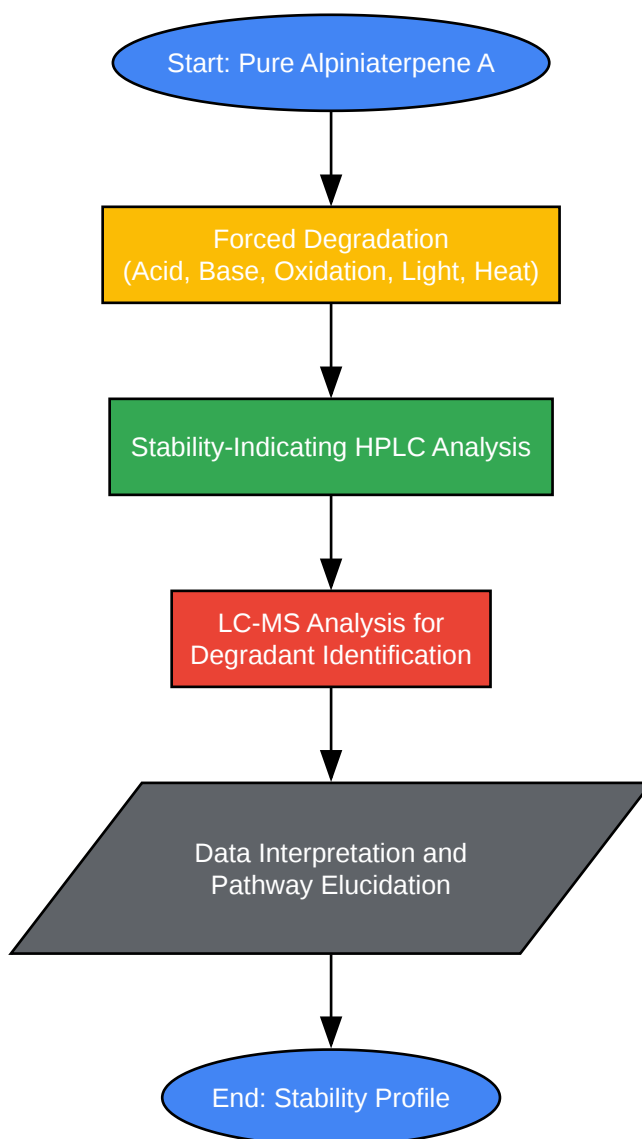 Start: Pure Alpiniaterpene A
Forced Degradation
(Acid, Base, Oxidation, Light, Heat)
Stability-Indicating HPLC Analysis
LC-MS Analysis for
Degradant Identification
Data Interpretation and
Pathway Elucidation
End: Stability Profile